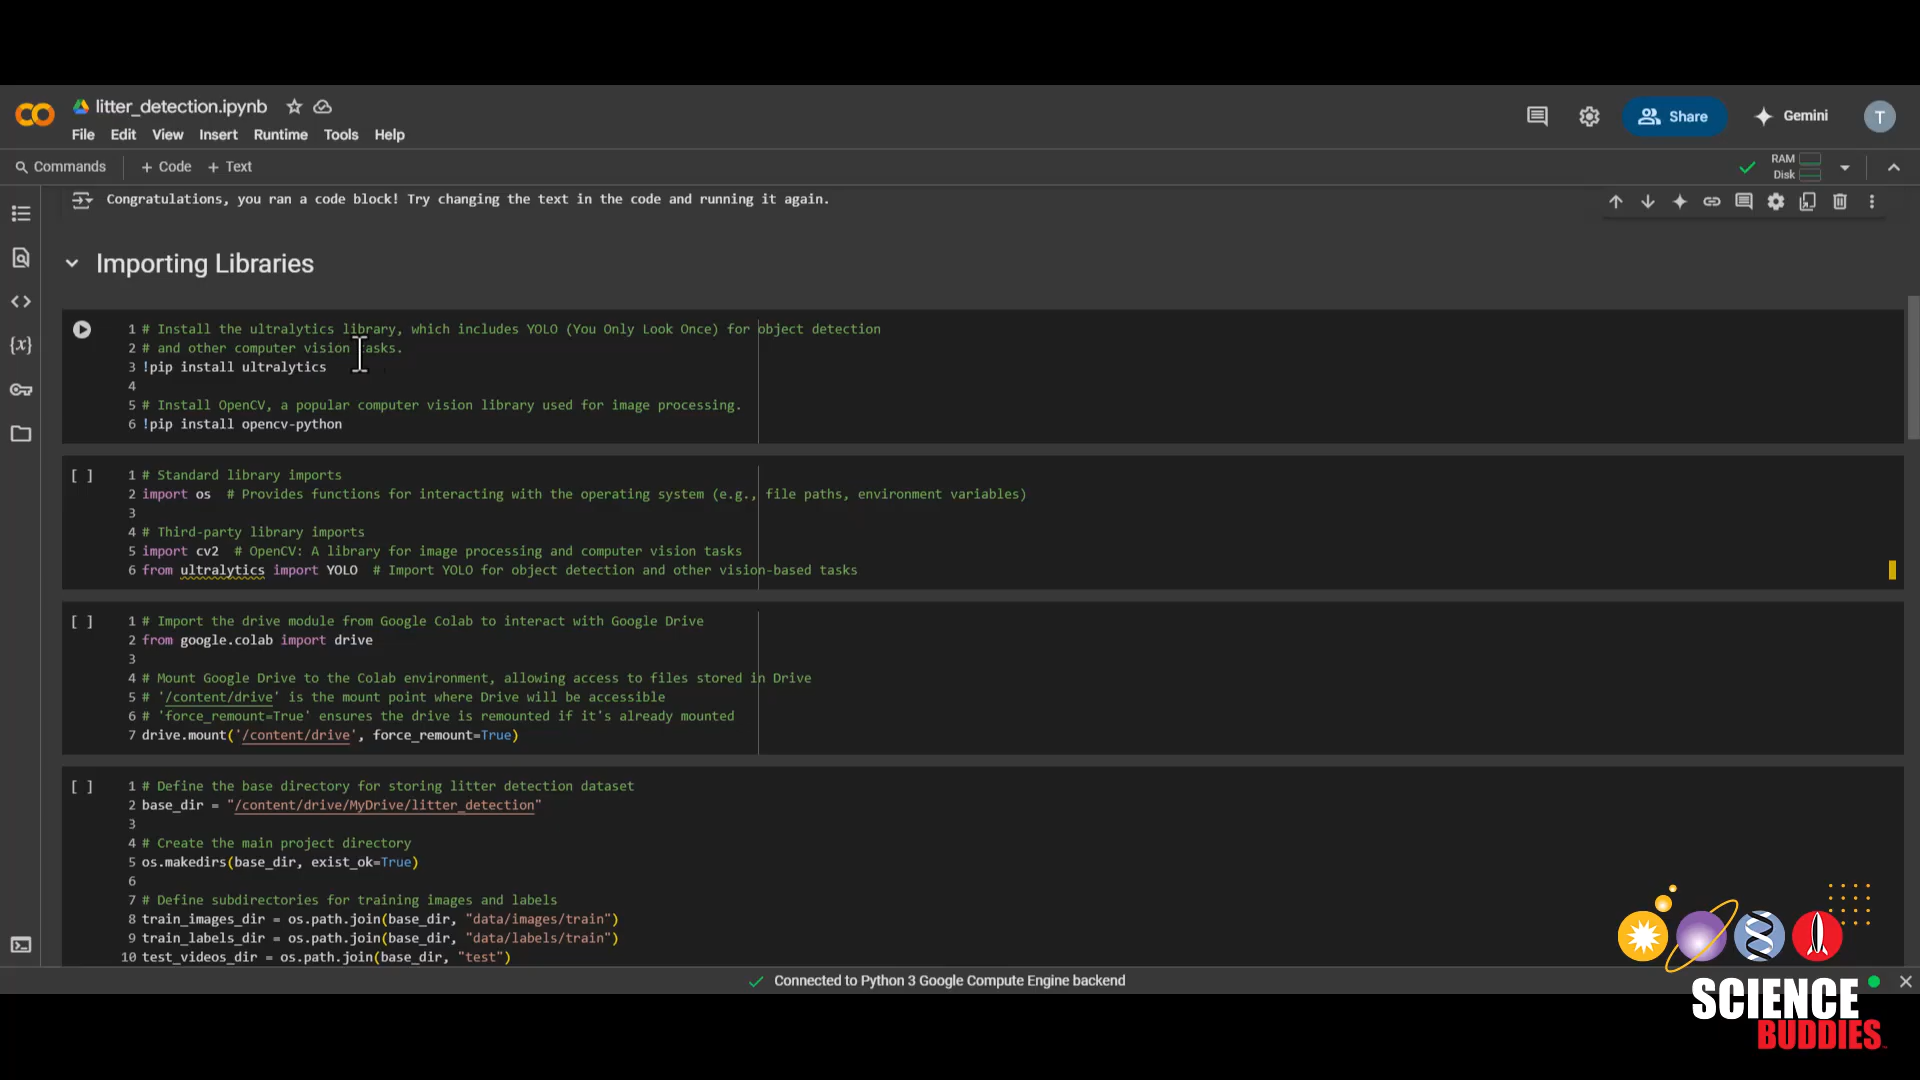 CO litter_detection.ipynb
File Edit View Insert Runtime Tools Help
Share Gemini T
Commands + Code + Text
RAM
Disk
Congratulations, you ran a code block! Try changing the text in the code and running it again.
Importing Libraries
1 # Install the ultralytics library, which includes YOLO (You Only Look Once) for object detection
2 # and other computer vision tasks.
3 !pip install ultralytics
4
5 # Install OpenCV, a popular computer vision library used for image processing.
6 !pip install opencv-python
[ ] 1 # Standard library imports
2 import os # Provides functions for interacting with the operating system (e.g., file paths, environment variables)
3
4 # Third-party library imports
5 import cv2 # OpenCV: A library for image processing and computer vision tasks
6 from ultralytics import YOLO # Import YOLO for object detection and other vision-based tasks
[ ] 1 # Import the drive module from Google Colab to interact with Google Drive
2 from google.colab import drive
3
4 # Mount Google Drive to the Colab environment, allowing access to files stored in Drive
5 # '/content/drive' is the mount point where Drive will be accessible
6 # 'force_remount=True' ensures the drive is remounted if it's already mounted
7 drive.mount('/content/drive', force_remount=True)
[ ] 1 # Define the base directory for storing litter detection dataset
2 base_dir = "/content/drive/MyDrive/litter_detection"
3
4 # Create the main project directory
5 os.makedirs(base_dir, exist_ok=True)
6
7 # Define subdirectories for training images and labels
8 train_images_dir = os.path.join(base_dir, "data/images/train")
9 train_labels_dir = os.path.join(base_dir, "data/labels/train")
10 test_videos_dir = os.path.join(base_dir, "test")
Connected to Python 3 Google Compute Engine backend
SCIENCE
BUDDIES